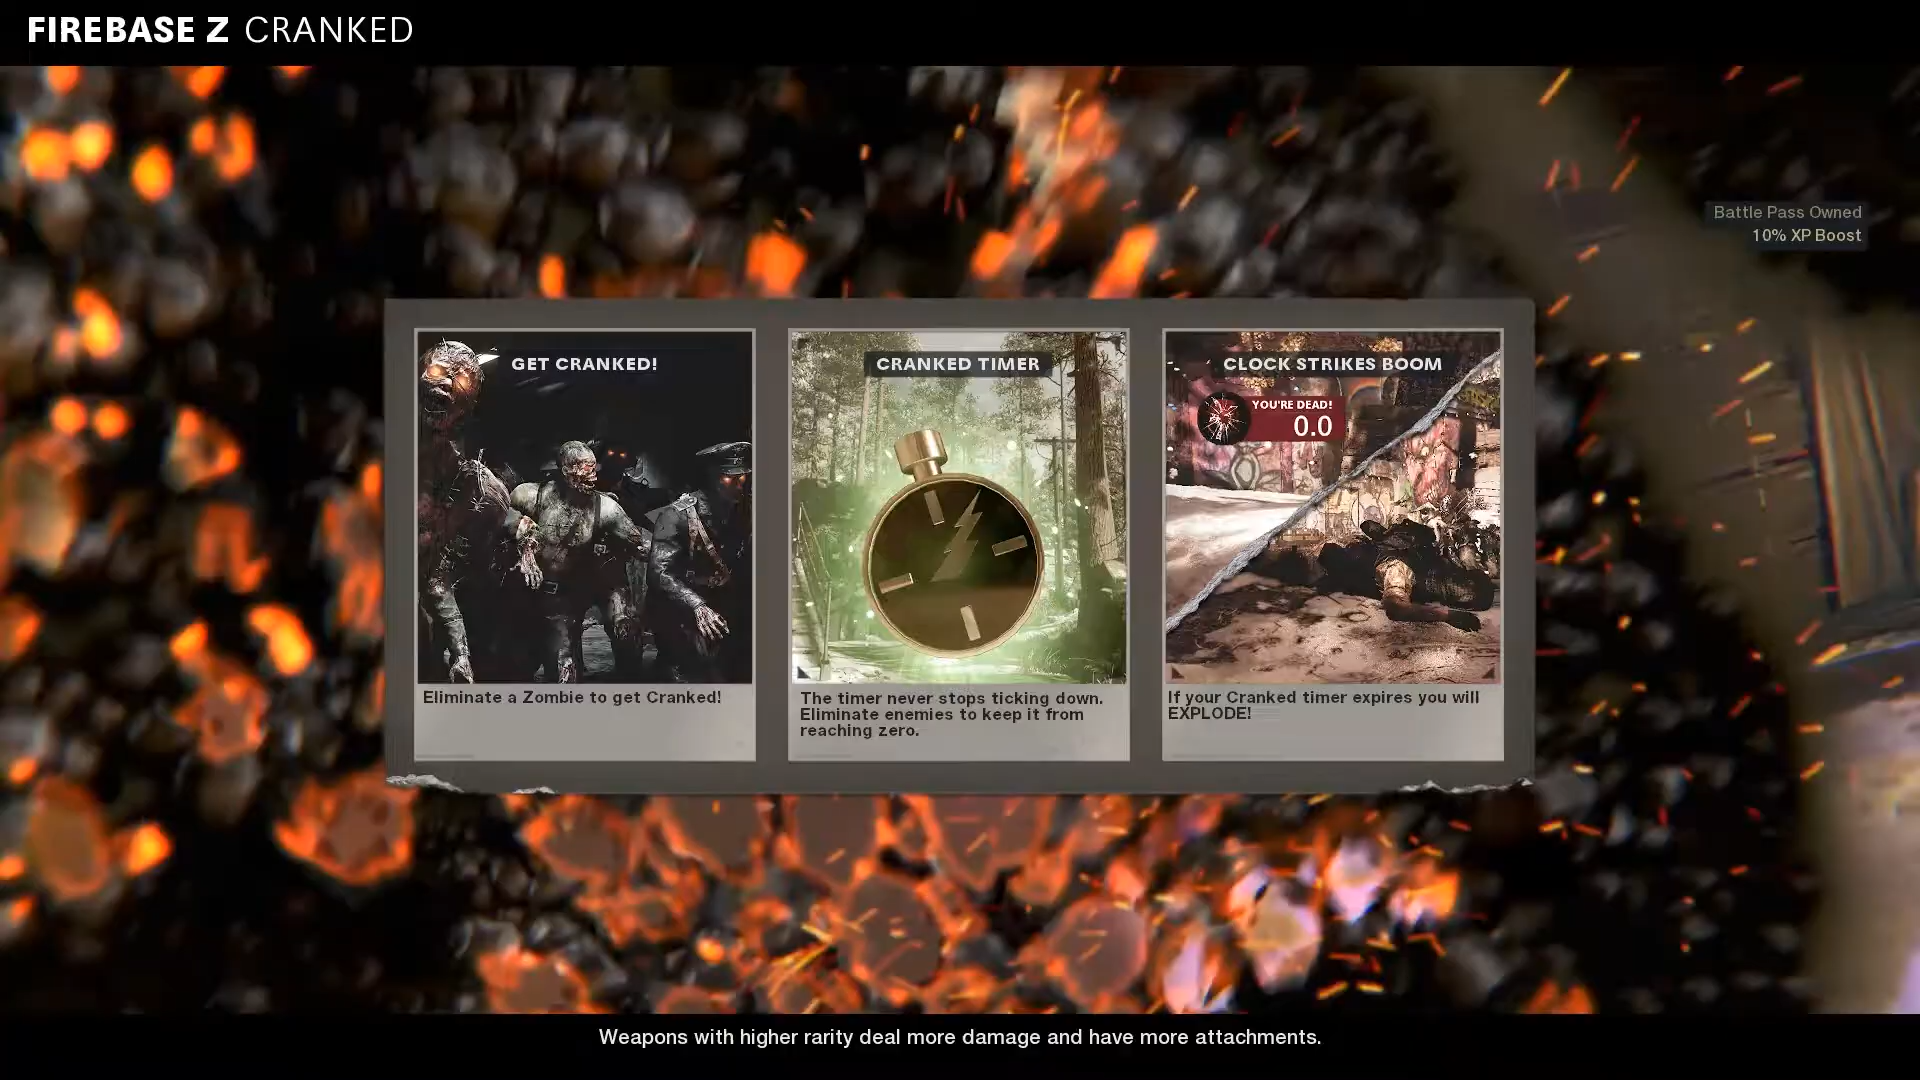 FIREBASE Z CRANKED
Battle Pass Owned
10% XP Boost
GET CRANKED!
Eliminate a Zombie to get Cranked!
CRANKED TIMER
The timer never stops ticking down.
Eliminate enemies to keep it from
reaching zero.
CLOCK STRIKES BOOM
YOU'RE DEAD!
0.0
If your Cranked timer expires you will
EXPLODE!
Weapons with higher rarity deal more damage and have more attachments.